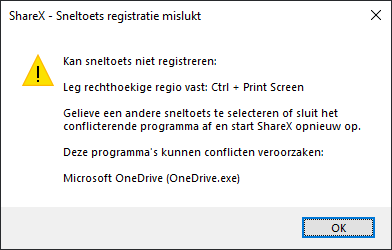 ShareX - Sneltoets registratie mislukt
Kan sneltoets niet registreren:
Leg rechthoekige regio vast: Ctrl + Print Screen
Gelieve een andere sneltoets te selecteren of sluit het
conflicterende programma af en start ShareX opnieuw op.
Deze programma's kunnen conflicten veroorzaken:
Microsoft OneDrive (OneDrive.exe)
OK